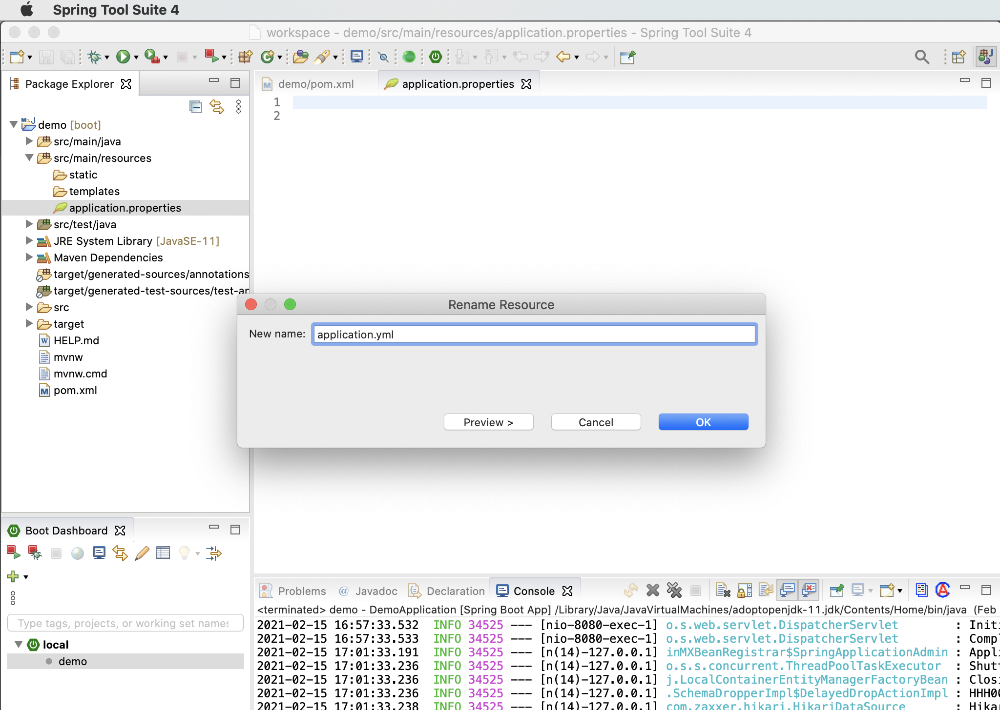 Spring Tool Suite 4
workspace - demo/src/main/resources/application.properties - Spring Tool Suite 4
Package Explorer
demo/pom.xml
application.properties
1
2
demo [boot]
src/main/java
src/main/resources
static
templates
application.properties
src/test/java
JRE System Library [JavaSE-11]
Maven Dependencies
target/generated-sources/annotations
target/generated-test-sources/test-an
src
target
HELP.md
mvnw
mvnw.cmd
pom.xml
Rename Resource
New name: application.yml
Preview >
Cancel
OK
Boot Dashboard
Type tags, projects, or working set names
local
demo
Problems
@ Javadoc
Declaration
Console
<terminated> demo - DemoApplication [Spring Boot App] /Library/Java/JavaVirtualMachines/adoptopenjdk-11.jdk/Contents/Home/bin/java (Feb
2021-02-15 16:57:33.532 INFO 34525 --- [nio-8080-exec-1] o.s.web.servlet.DispatcherServlet : Initi
2021-02-15 16:57:33.533 INFO 34525 --- [nio-8080-exec-1] o.s.web.servlet.DispatcherServlet : Compl
2021-02-15 17:01:33.191 INFO 34525 --- [n(14)-127.0.0.1] inMXBeanRegistrar$SpringApplicationAdmin : Appli
2021-02-15 17:01:33.236 INFO 34525 --- [n(14)-127.0.0.1] o.s.s.concurrent.ThreadPoolTaskExecutor : Shutt
2021-02-15 17:01:33.236 INFO 34525 --- [n(14)-127.0.0.1] j.LocalContainerEntityManagerFactoryBean : Closi
2021-02-15 17:01:33.236 INFO 34525 --- [n(14)-127.0.0.1] .SchemaDropperImpl$DelayedDropActionImpl : HHH00
2021-02-15 17:01:33.238 INFO 34525 --- [n(14)-127.0.0.1] com.zaxxer.hikari.HikariDataSource : Hikar